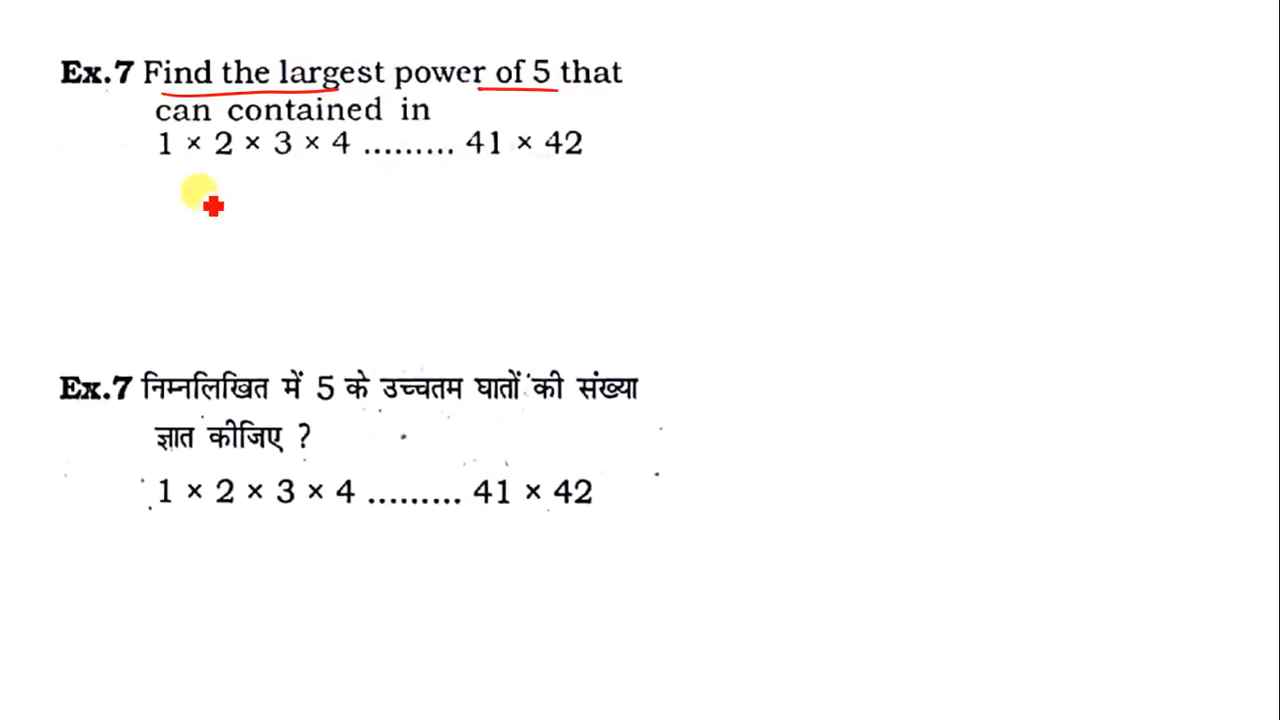 Ex.7 Find the largest power of 5 that
can contained in
1 × 2 × 3 × 4 ......... 41 × 42
Ex.7 निम्नलिखित में 5 के उच्चतम घातों की संख्या
ज्ञात कीजिए ?
1 × 2 × 3 × 4 ......... 41 × 42